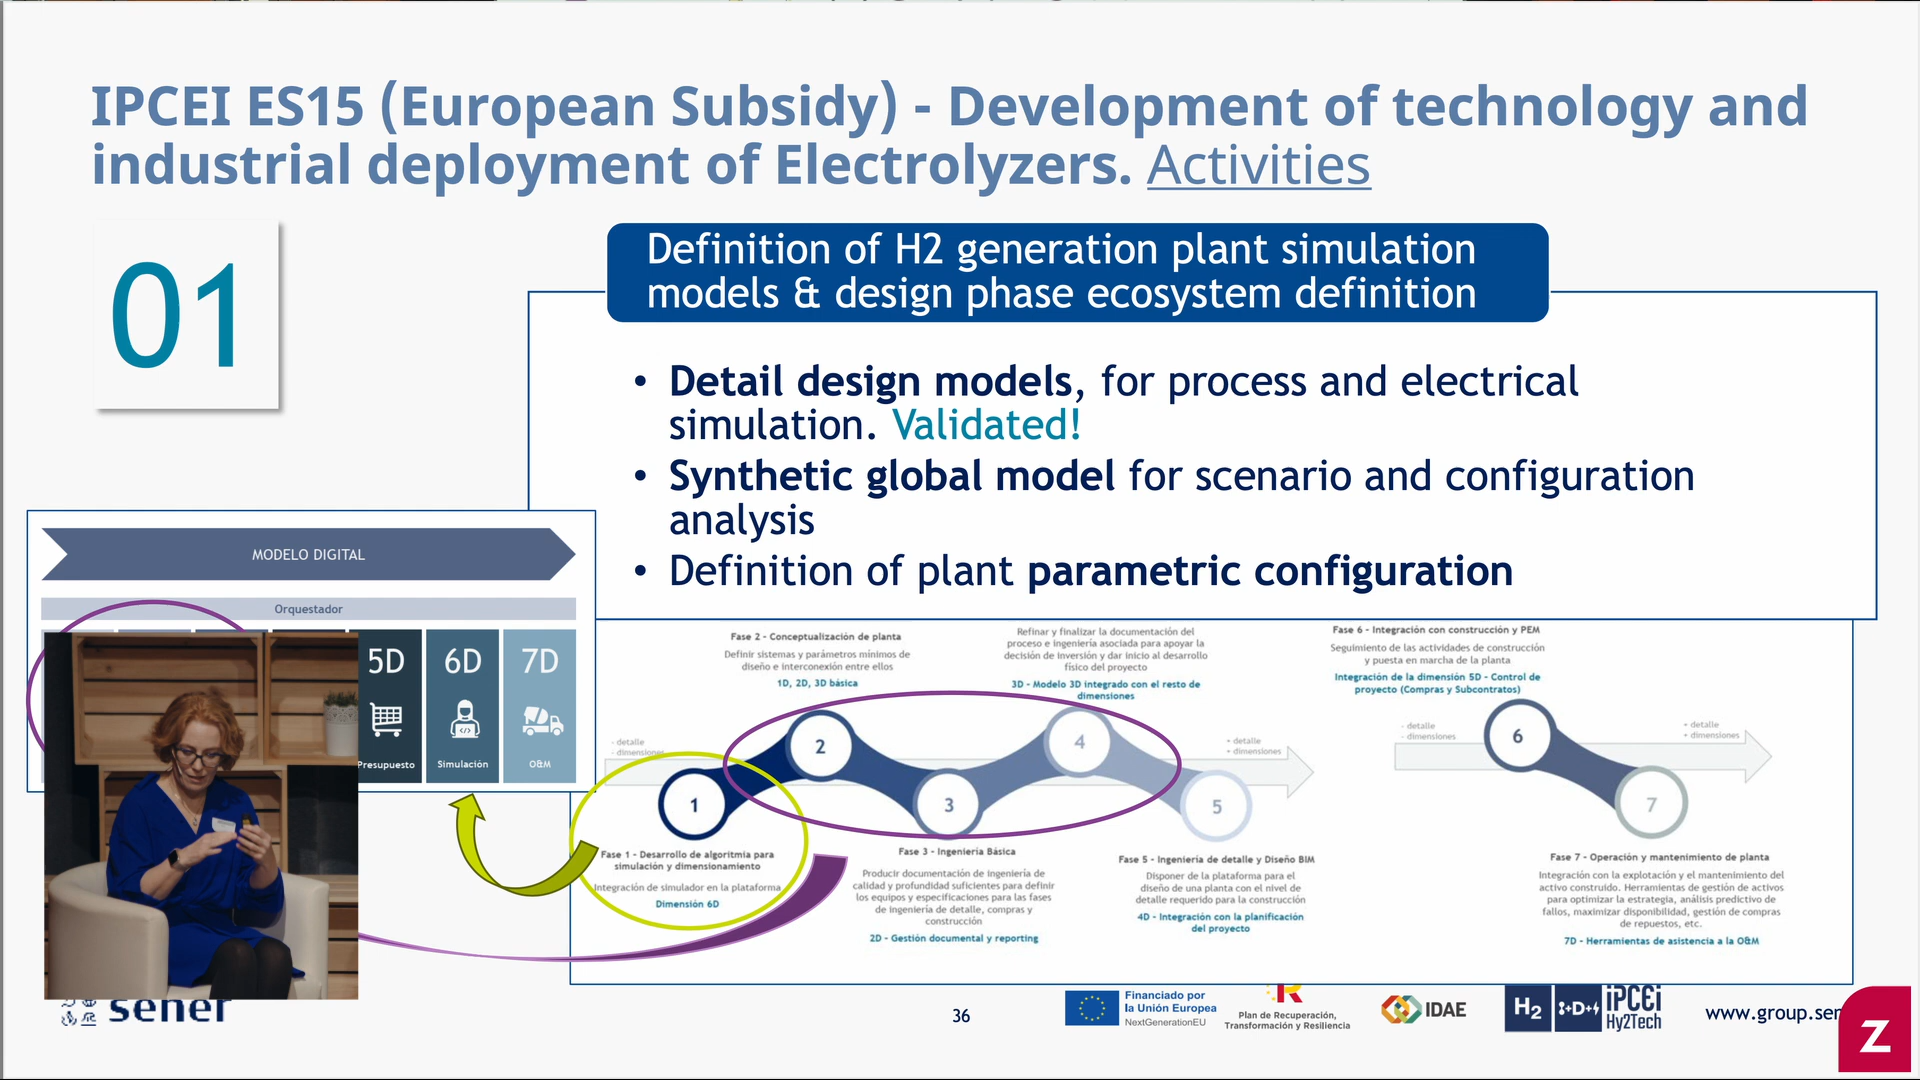 IPCEI ES15 (European Subsidy) - Development of technology and
industrial deployment of Electrolyzers. Activities
01
Definition of H2 generation plant simulation
models & design phase ecosystem definition
• Detail design models, for process and electrical
simulation. Validated!
• Synthetic global model for scenario and configuration
analysis
• Definition of plant parametric configuration
MODELO DIGITAL
Orquestador
5D
6D
7D
Presupuesto
Simulación
O&M
Fase 2 - Conceptualización de planta
Definir sistemas y parámetros mínimos de
diseño e interconexión entre ellos
1D, 2D, 3D básica
Refinar y finalizar la documentación del
proceso e ingeniería asociada para apoyar la
decisión de inversión y dar inicio al desarrollo
físico del proyecto
3D - Modelo 3D integrado con el resto de
dimensiones
Fase 6 - Integración con construcción y PEM
Seguimiento de las actividades de construcción
y puesta en marcha de la planta
Integración de la dimensión 5D - Control de
proyecto (Compras y Subcontratos)
- detalle
- dimensiones
1
2
3
4
5
+ detalle
+ dimensiones
- detalle
- dimensiones
6
7
+ detalle
+ dimensiones
Fase 1 - Desarrollo de algoritmia para
simulación y dimensionamiento
Integración de simulador en la plataforma
Dimensión 6D
Fase 3 - Ingeniería Básica
Producir documentación de ingeniería de
calidad y profundidad suficientes para definir
los equipos y especificaciones para las fases
de ingeniería de detalle, compras y
construcción
2D - Gestión documental y reporting
Fase 5 - Ingeniería de detalle y Diseño BIM
Disponer de la plataforma para el
diseño de una planta con el nivel de
detalle requerido para la construcción
4D - Integración con la planificación
del proyecto
Fase 7 - Operación y mantenimiento de planta
Integración con la explotación y el mantenimiento del
activo construido. Herramientas de gestión de activos
para optimizar la estrategia, análisis predictivo de
fallos, maximizar disponibilidad, gestión de compras
de repuestos, etc.
7D - Herramientas de asistencia a la O&M
sener
36
Financiado por
la Unión Europea
NextGenerationEU
R
Plan de Recuperación,
Transformación y Resiliencia
IDAE
H2
I+D+i
iPCEi
Hy2Tech
www.group.sener
Z